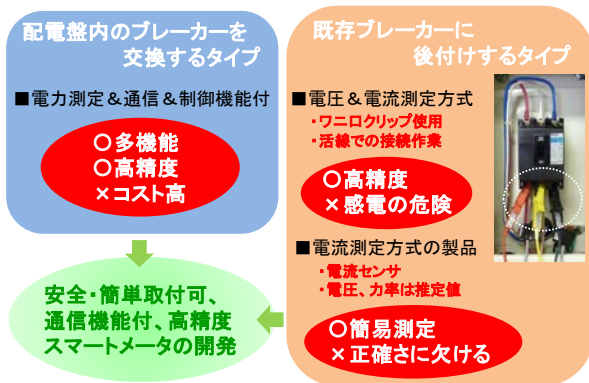 配電盤内のブレーカーを
交換するタイプ
■電力測定&通信&制御機能付
○多機能
○高精度
×コスト高
安全・簡単取付可、
通信機能付、高精度
スマートメータの開発
既存ブレーカーに
後付けするタイプ
■電圧&電流測定方式
・ワニ口クリップ使用
・活線での接続作業
○高精度
×感電の危険
■電流測定方式の製品
・電流センサ
・電圧、力率は推定値
○簡易測定
×正確さに欠ける